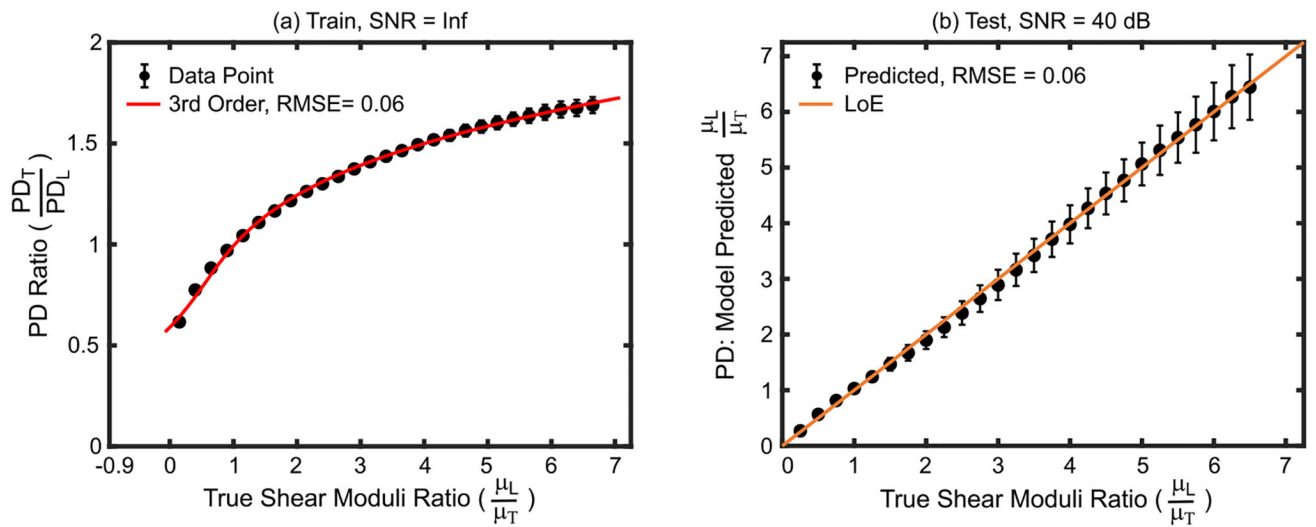 (a) Train, SNR = Inf
2
1.5
1
0.5
0
PD Ratio ( PD_T / PD_L )
Data Point
3rd Order, RMSE= 0.06
-0.9 0 1 2 3 4 5 6 7
True Shear Moduli Ratio ( μ_L / μ_T )
(b) Test, SNR = 40 dB
7
6
5
4
3
2
1
0
PD: Model Predicted μ_L / μ_T
Predicted, RMSE = 0.06
LoE
0 1 2 3 4 5 6 7
True Shear Moduli Ratio ( μ_L / μ_T )